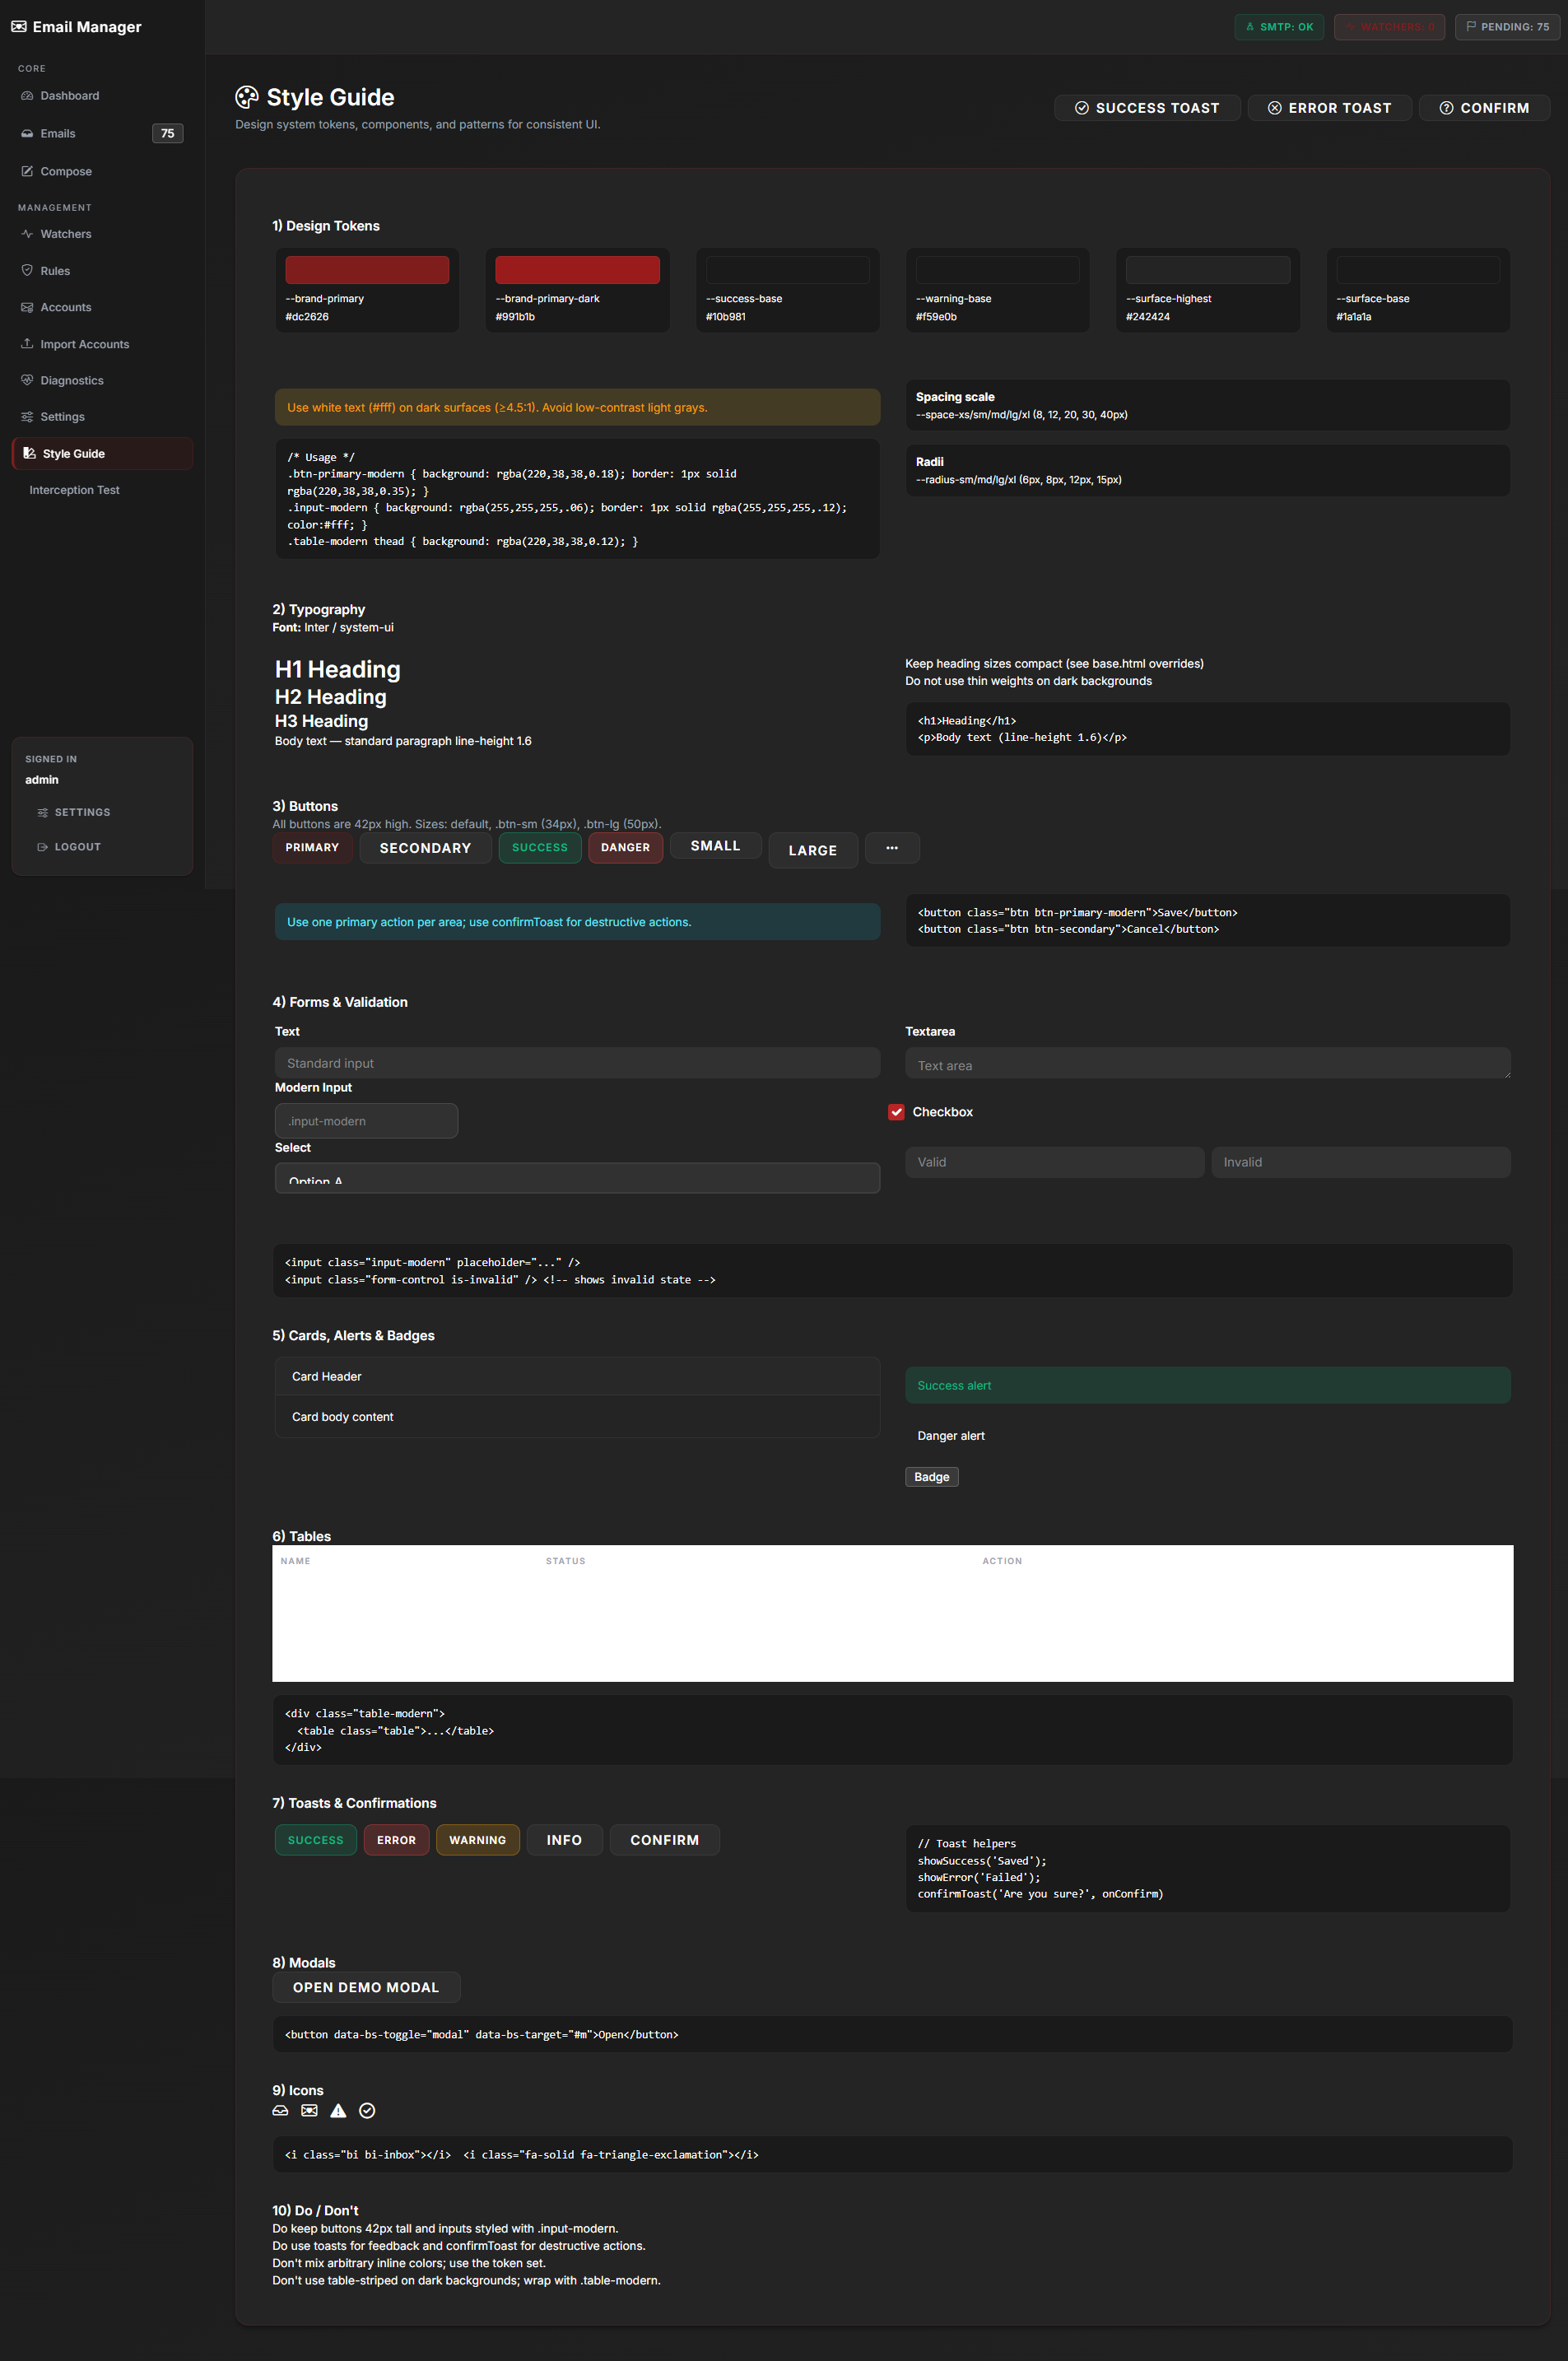 Email Manager
SMTP: OK
WATCHERS: 0
PENDING: 75
CORE
Dashboard
Emails
75
Compose
MANAGEMENT
Watchers
Rules
Accounts
Import Accounts
Diagnostics
Settings
Style Guide
Interception Test
SIGNED IN
admin
SETTINGS
LOGOUT
Style Guide
Design system tokens, components, and patterns for consistent UI.
SUCCESS TOAST
ERROR TOAST
CONFIRM
1) Design Tokens
--brand-primary
#dc2626
--brand-primary-dark
#991b1b
--success-base
#10b981
--warning-base
#f59e0b
--surface-highest
#242424
--surface-base
#1a1a1a
Use white text (#fff) on dark surfaces (≥4.5:1). Avoid low-contrast light grays.
/* Usage */
.btn-primary-modern { background: rgba(220,38,38,0.18); border: 1px solid
rgba(220,38,38,0.35); }
.input-modern { background: rgba(255,255,255,.06); border: 1px solid rgba(255,255,255,.12);
color:#fff; }
.table-modern thead { background: rgba(220,38,38,0.12); }
Spacing scale
--space-xs/sm/md/lg/xl (8, 12, 20, 30, 40px)
Radii
--radius-sm/md/lg/xl (6px, 8px, 12px, 15px)
2) Typography
Font: Inter / system-ui
H1 Heading
H2 Heading
H3 Heading
Body text — standard paragraph line-height 1.6
Keep heading sizes compact (see base.html overrides)
Do not use thin weights on dark backgrounds
<h1>Heading</h1>
<p>Body text (line-height 1.6)</p>
3) Buttons
All buttons are 42px high. Sizes: default, .btn-sm (34px), .btn-lg (50px).
PRIMARY
SECONDARY
SUCCESS
DANGER
SMALL
LARGE
Use one primary action per area; use confirmToast for destructive actions.
<button class="btn btn-primary-modern">Save</button>
<button class="btn btn-secondary">Cancel</button>
4) Forms & Validation
Text
Standard input
Modern Input
.input-modern
Select
Option A
Textarea
Text area
Checkbox
Valid
Invalid
<input class="input-modern" placeholder="..." />
<input class="form-control is-invalid" /> <!-- shows invalid state -->
5) Cards, Alerts & Badges
Card Header
Card body content
Success alert
Danger alert
Badge
6) Tables
NAME
STATUS
ACTION
<div class="table-modern">
<table class="table">...</table>
</div>
7) Toasts & Confirmations
SUCCESS
ERROR
WARNING
INFO
CONFIRM
// Toast helpers
showSuccess('Saved');
showError('Failed');
confirmToast('Are you sure?', onConfirm)
8) Modals
OPEN DEMO MODAL
<button data-bs-toggle="modal" data-bs-target="#m">Open</button>
9) Icons
<i class="bi bi-inbox"></i> <i class="fa-solid fa-triangle-exclamation"></i>
10) Do / Don't
Do keep buttons 42px tall and inputs styled with .input-modern.
Do use toasts for feedback and confirmToast for destructive actions.
Don't mix arbitrary inline colors; use the token set.
Don't use table-striped on dark backgrounds; wrap with .table-modern.